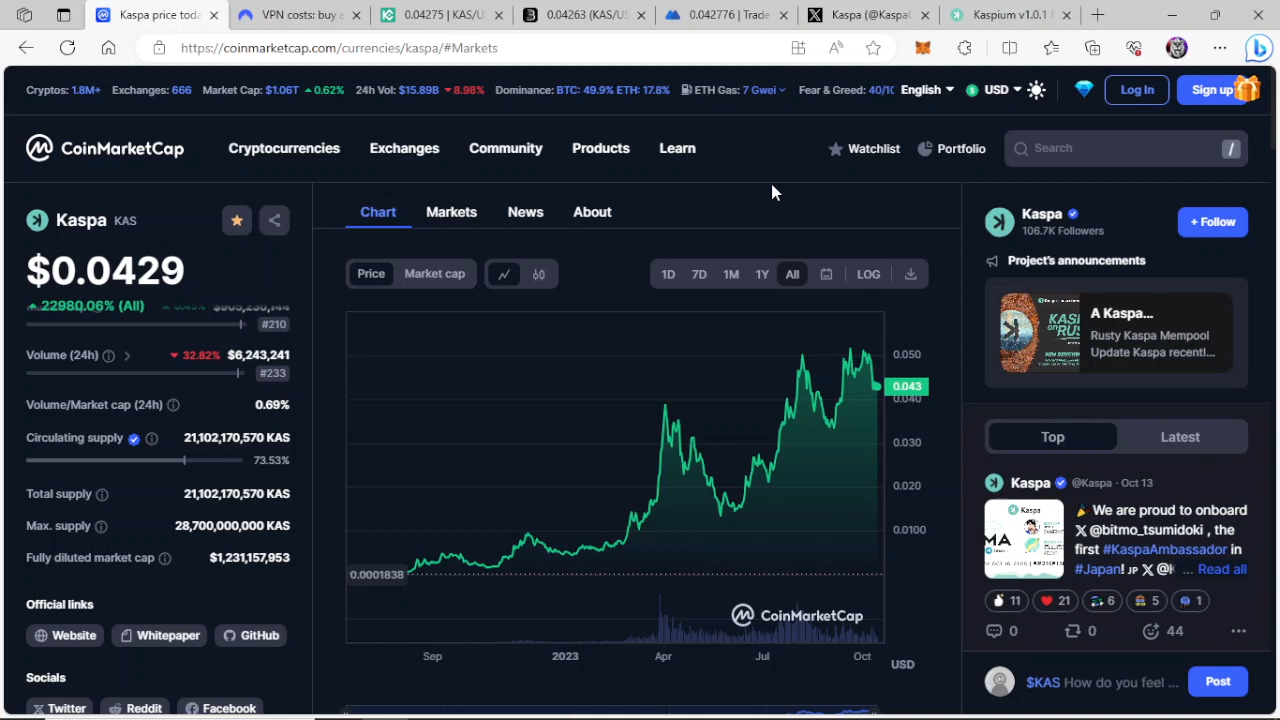 Kaspa price toda
VPN costs: buy a
0.04275 | KAS/US
0.04263 (KAS/US
0.042776 | Trade
Kaspa (@KaspaC
Kaspium v1.0.1 F
https://coinmarketcap.com/currencies/kaspa/#Markets
Cryptos: 1.8M+ Exchanges: 666 Market Cap: $1.06T 0.62% 24h Vol: $15.89B 8.98% Dominance: BTC: 49.9% ETH: 17.8% ETH Gas: 7 Gwei Fear & Greed: 40/10 English USD Log In Sign up
CoinMarketCap Cryptocurrencies Exchanges Community Products Learn Watchlist Portfolio Search /
Kaspa KAS
$0.0429
22980.06% (All)
#210
Volume (24h) 32.82% $6,243,241
#233
Volume/Market cap (24h) 0.69%
Circulating supply 21,102,170,570 KAS
73.53%
Total supply 21,102,170,570 KAS
Max. supply 28,700,000,000 KAS
Fully diluted market cap $1,231,157,953
Official links
Website Whitepaper GitHub
Socials
Twitter Reddit Facebook
Chart Markets News About
Price Market cap 1D 7D 1M 1Y All LOG
0.050
0.043
0.040
0.030
0.020
0.0100
0.0001838
CoinMarketCap
Sep 2023 Apr Jul Oct
USD
Kaspa
106.7K Followers
+ Follow
Project's announcements
A Kaspa...
Rusty Kaspa Mempool
Update Kaspa recentl...
Top Latest
Kaspa @Kaspa · Oct 13
We are proud to onboard
@bitmo_tsumidoki , the
first #KaspaAmbassador in
#Japan! JP ... Read all
11 21 6 5 1
0 0 44
$KAS How do you feel ... Post